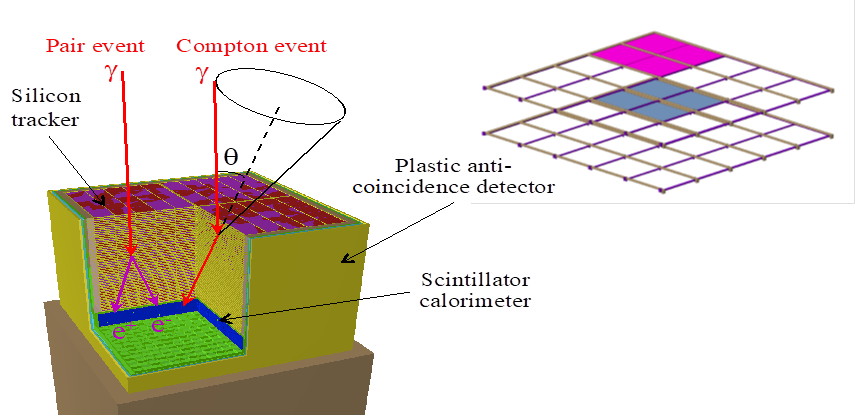 Pair event
Compton event
γ
γ
Silicon
tracker
θ
Plastic anti-
coincidence detector
Scintillator
calorimeter
e⁺
e⁻